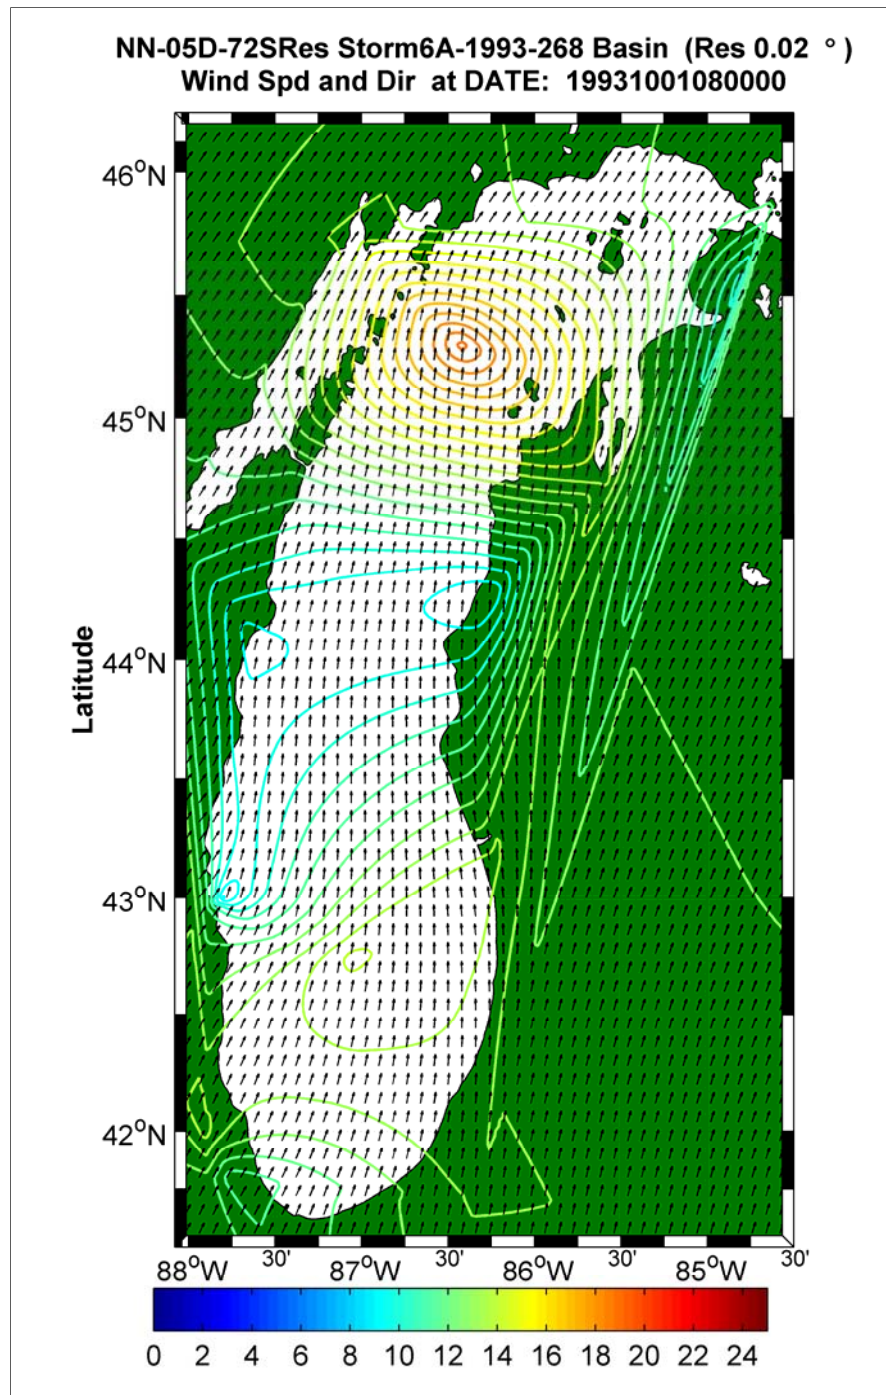 NN-05D-72SRes Storm6A-1993-268 Basin (Res 0.02 ° )
Wind Spd and Dir at DATE: 19931001080000
46°N
45°N
44°N
43°N
42°N
Latitude
88°W 30' 87°W 30' 86°W 30' 85°W 30'
0 2 4 6 8 10 12 14 16 18 20 22 24